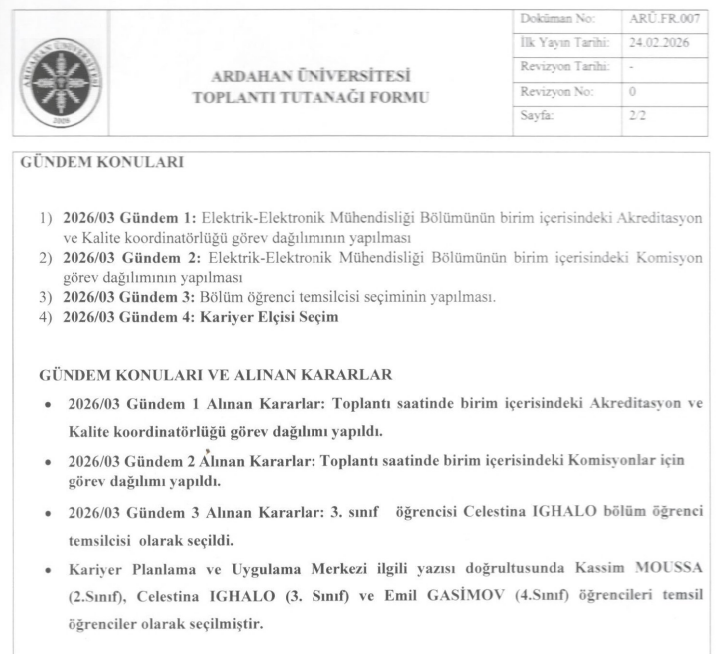 Doküman No: ARÜ.FR.007
İlk Yayın Tarihi: 24.02.2026
Revizyon Tarihi: -
Revizyon No: 0
Sayfa: 2/2
ARDAHAN ÜNİVERSİTESİ
2008
ARDAHAN ÜNİVERSİTESİ
TOPLANTI TUTANAĞI FORMU
GÜNDEM KONULARI
1) 2026/03 Gündem 1: Elektrik-Elektronik Mühendisliği Bölümünün birim içerisindeki Akreditasyon
ve Kalite koordinatörlüğü görev dağılımının yapılması
2) 2026/03 Gündem 2: Elektrik-Elektronik Mühendisliği Bölümünün birim içerisindeki Komisyon
görev dağılımının yapılması
3) 2026/03 Gündem 3: Bölüm öğrenci temsilcisi seçiminin yapılması.
4) 2026/03 Gündem 4: Kariyer Elçisi Seçim
GÜNDEM KONULARI VE ALINAN KARARLAR
• 2026/03 Gündem 1 Alınan Kararlar: Toplantı saatinde birim içerisindeki Akreditasyon ve
Kalite koordinatörlüğü görev dağılımı yapıldı.
• 2026/03 Gündem 2 Alınan Kararlar: Toplantı saatinde birim içerisindeki Komisyonlar için
görev dağılımı yapıldı.
• 2026/03 Gündem 3 Alınan Kararlar: 3. sınıf öğrencisi Celestina IGHALO bölüm öğrenci
temsilcisi olarak seçildi.
• Kariyer Planlama ve Uygulama Merkezi ilgili yazısı doğrultusunda Kassim MOUSSA
(2.Sınıf), Celestina IGHALO (3. Sınıf) ve Emil GASİMOV (4.Sınıf) öğrencileri temsil
öğrenciler olarak seçilmiştir.